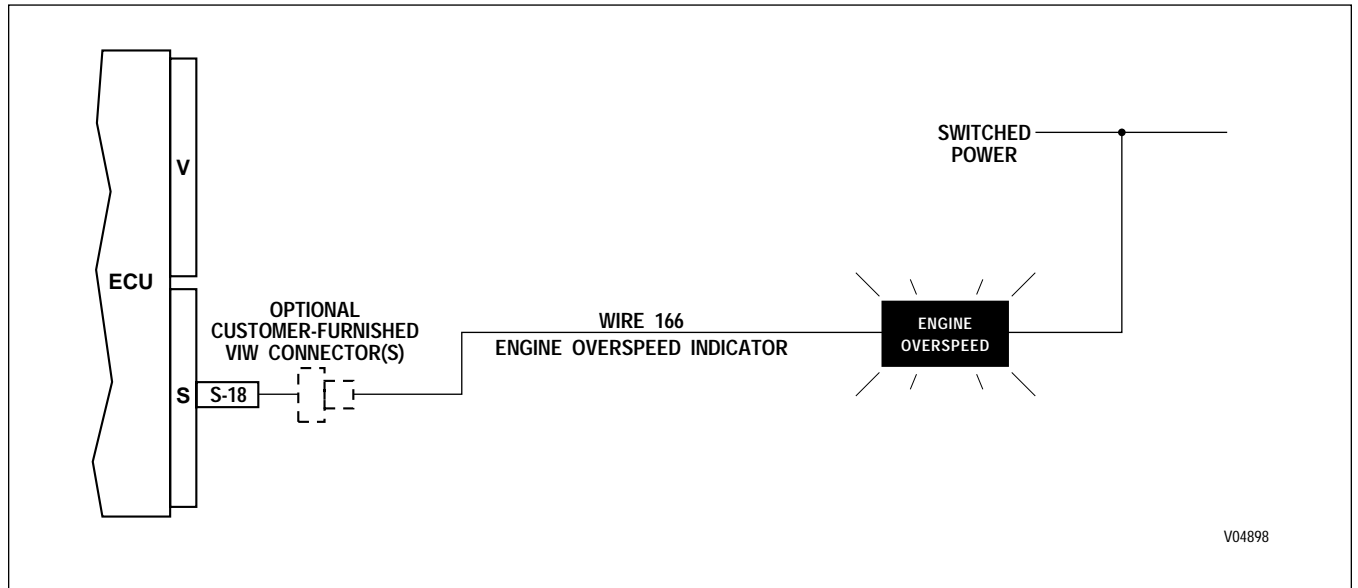 V
ECU
S
S-18
OPTIONAL
CUSTOMER-FURNISHED
VIW CONNECTOR(S)
WIRE 166
ENGINE OVERSPEED INDICATOR
ENGINE
OVERSPEED
SWITCHED
POWER
V04898